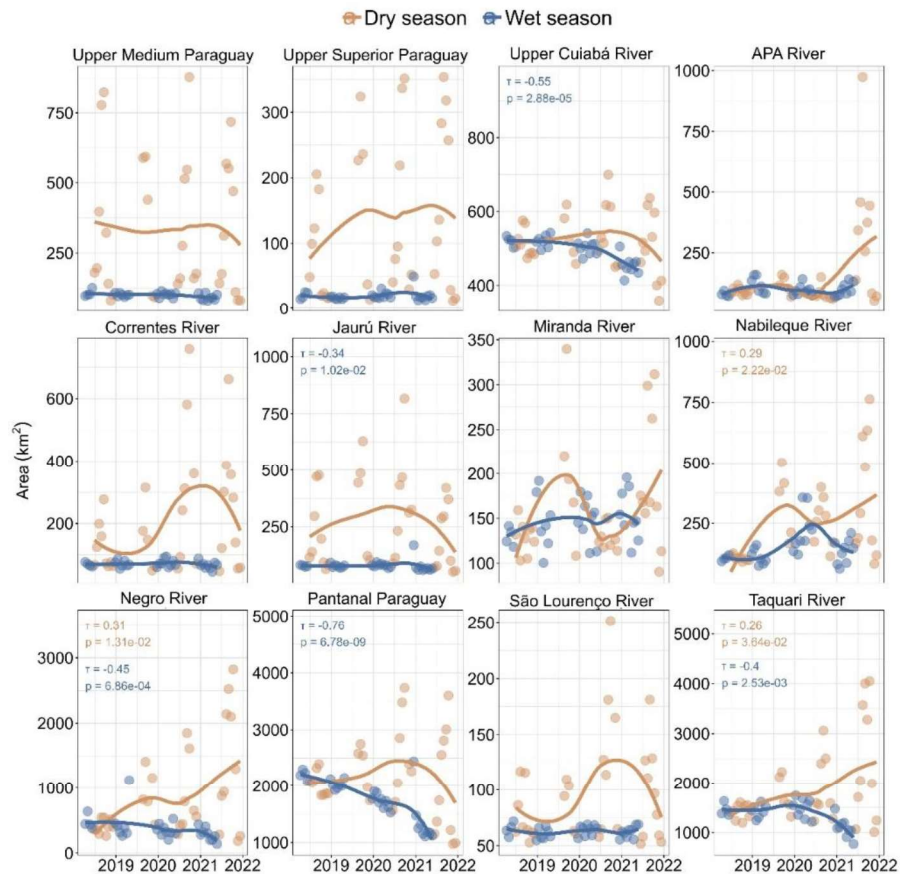 Dry season Wet season
Upper Medium Paraguay Upper Superior Paraguay Upper Cuiabá River APA River
750
500
250
300
200
100
0
τ = -0.55
p = 2.88e-05
800
600
400
1000
750
500
250
Correntes River Jaurú River Miranda River Nabileque River
Area (km²)
600
400
200
τ = -0.34
p = 1.02e-02
1000
750
500
250
350
300
250
200
150
100
τ = 0.29
p = 2.22e-02
1000
750
500
250
Negro River Pantanal Paraguay São Lourenço River Taquari River
τ = 0.31
p = 1.31e-02
τ = -0.45
p = 6.86e-04
3000
2000
1000
0
τ = -0.76
p = 6.78e-09
5000
4000
3000
2000
1000
250
200
150
100
50
τ = 0.26
p = 3.64e-02
τ = -0.4
p = 2.53e-03
5000
4000
3000
2000
1000
2019 2020 2021 2022 2019 2020 2021 2022 2019 2020 2021 2022 2019 2020 2021 2022